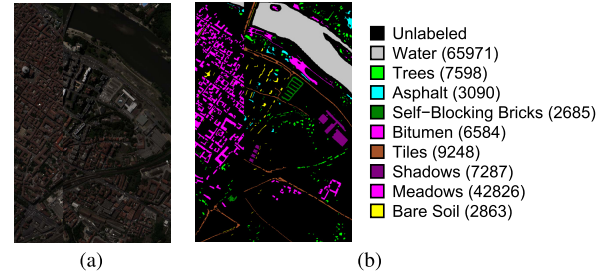 Unlabeled
Water (65971)
Trees (7598)
Asphalt (3090)
Self−Blocking Bricks (2685)
Bitumen (6584)
Tiles (9248)
Shadows (7287)
Meadows (42826)
Bare Soil (2863)
(a)
(b)